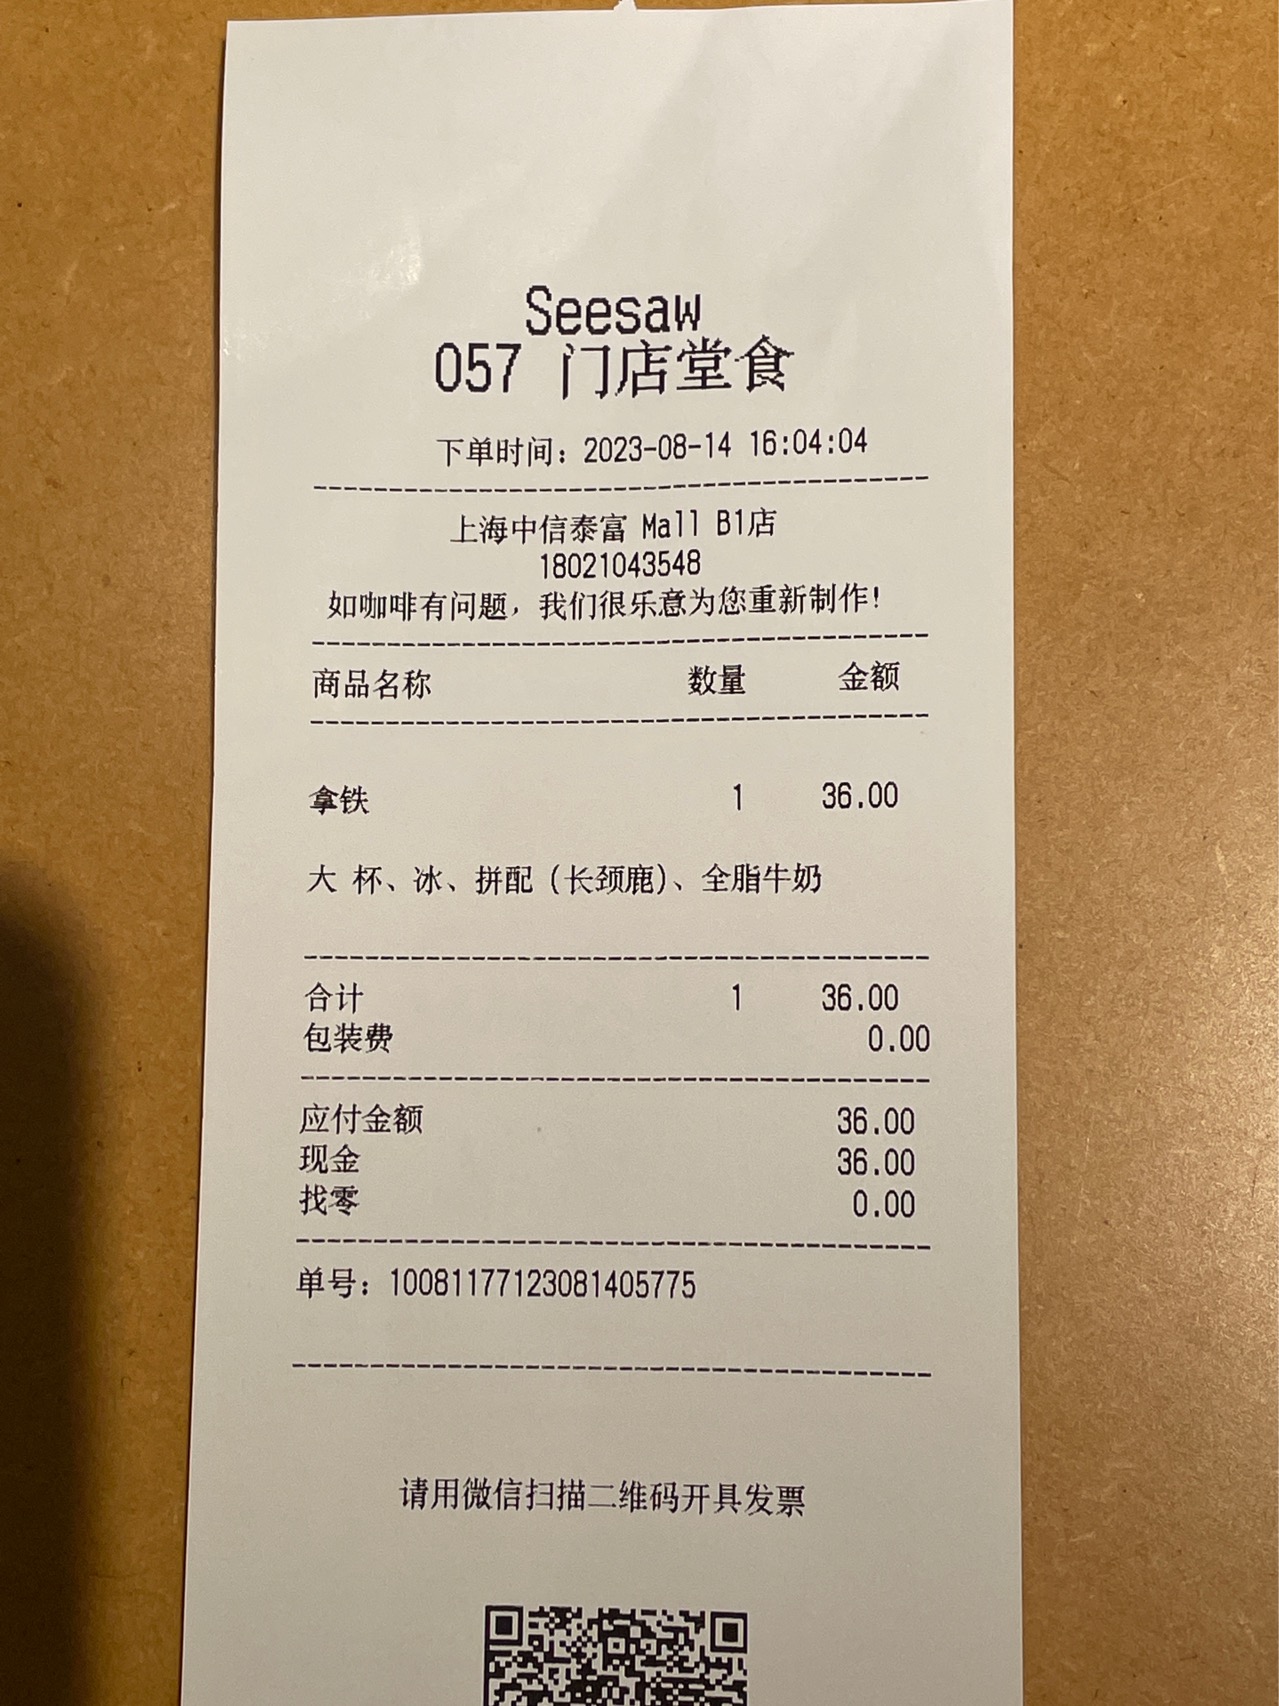 Seesaw
057 门店堂食
下单时间：2023-08-14 16:04:04
上海中信泰富 Mall B1店
18021043548
如咖啡有问题，我们很乐意为您重新制作!
商品名称 数量 金额
拿铁 1 36.00
大 杯、冰、拼配（长颈鹿）、全脂牛奶
合计 1 36.00
包装费 0.00
应付金额 36.00
现金 36.00
找零 0.00
单号：10081177123081405775
请用微信扫描二维码开具发票